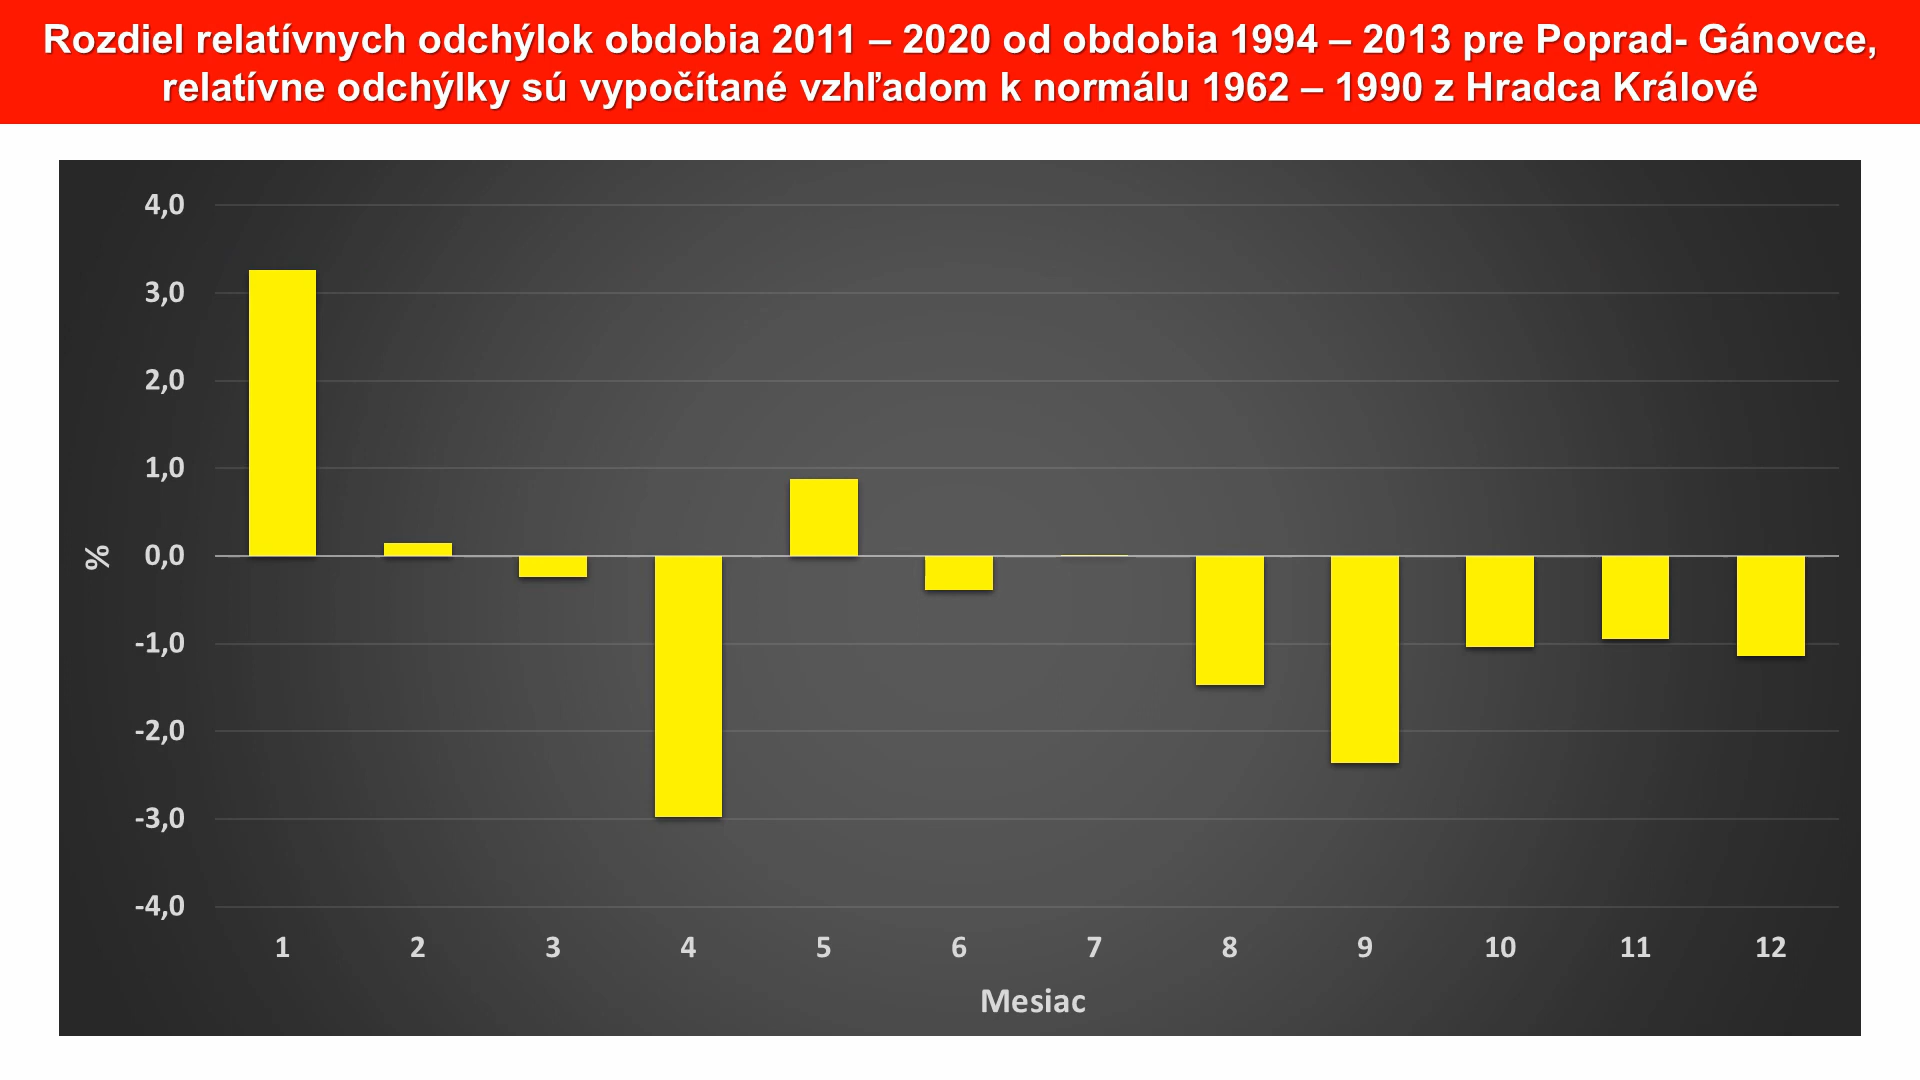 Rozdiel relatívnych odchýlok obdobia 2011 – 2020 od obdobia 1994 – 2013 pre Poprad- Gánovce,
relatívne odchýlky sú vypočítané vzhľadom k normálu 1962 – 1990 z Hradca Králové
4,0
3,0
2,0
1,0
0,0
-1,0
-2,0
-3,0
-4,0
%
1 2 3 4 5 6 7 8 9 10 11 12
Mesiac